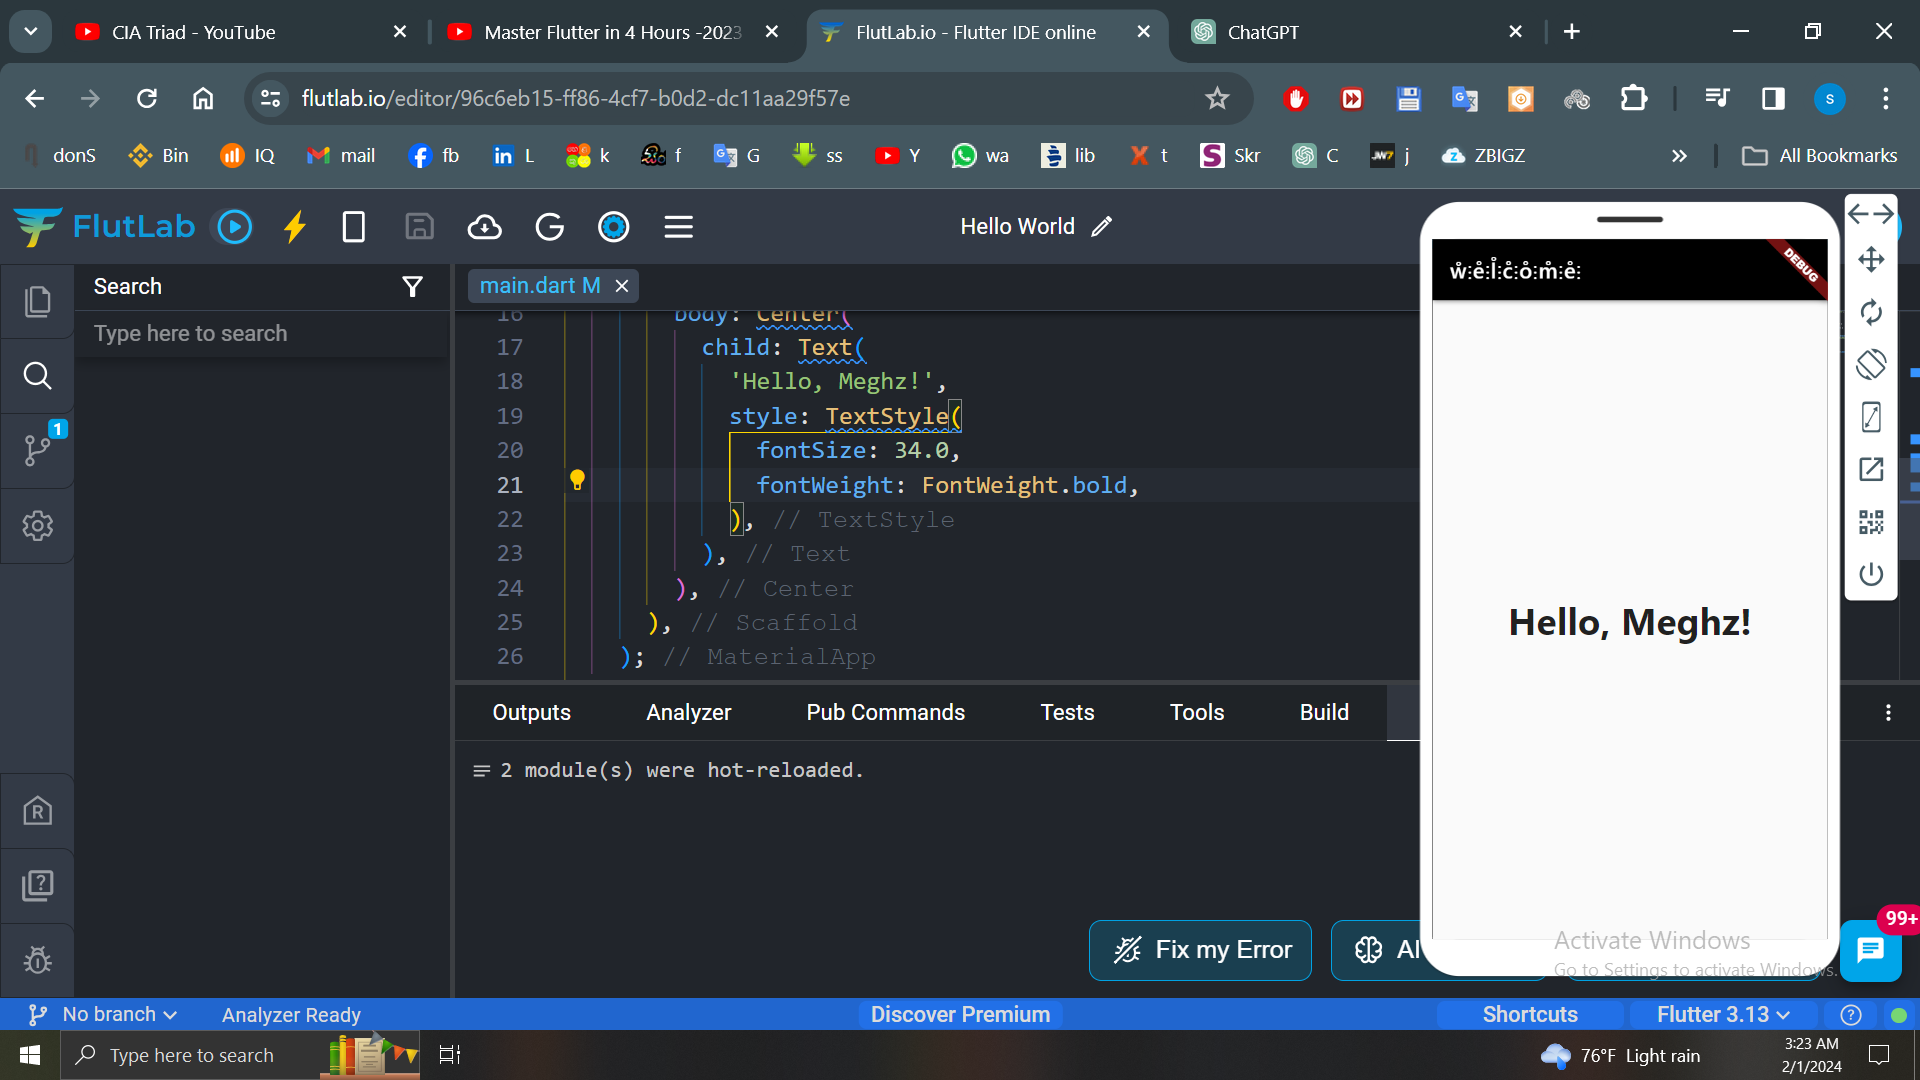 CIA Triad - YouTube
Master Flutter in 4 Hours -2023
FlutLab.io - Flutter IDE online
ChatGPT
flutlab.io/editor/96c6eb15-ff86-4cf7-b0d2-dc11aa29f57e
S
donS Bin IQ mail fb L k f G ss Y wa lib t Skr C j ZBIGZ
All Bookmarks
FlutLab
Hello World
Search
main.dart M
Type here to search
1
16 body: Center(
17 child: Text(
18 'Hello, Meghz!',
19 style: TextStyle(
20 fontSize: 34.0,
21 fontWeight: FontWeight.bold,
22 ), // TextStyle
23 ), // Text
24 ), // Center
25 ), // Scaffold
26 ); // MaterialApp
DEBUG
Hello, Meghz!
Outputs Analyzer Pub Commands Tests Tools Build
2 module(s) were hot-reloaded.
Fix my Error
AI
99+
Activate Windows
Go to Settings to activate Windows.
No branch Analyzer Ready Discover Premium Shortcuts Flutter 3.13
Type here to search
76°F Light rain
3:23 AM
2/1/2024